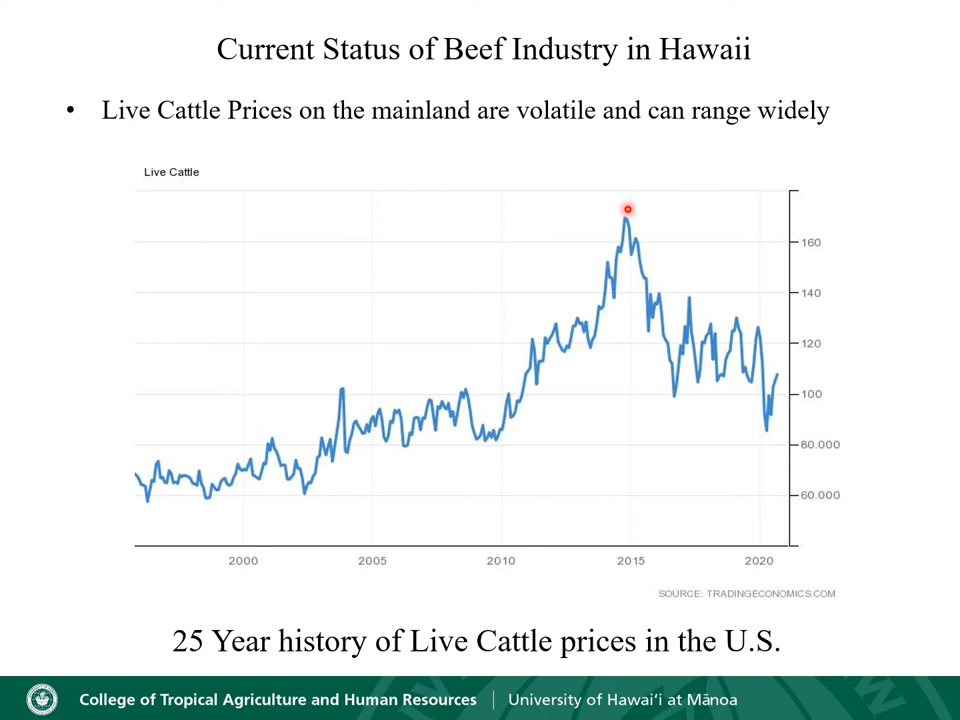 Current Status of Beef Industry in Hawaii
• Live Cattle Prices on the mainland are volatile and can range widely
Live Cattle
160
140
120
100
80.000
60.000
2000 2005 2010 2015 2020
SOURCE: TRADINGECONOMICS.COM
25 Year history of Live Cattle prices in the U.S.
College of Tropical Agriculture and Human Resources | University of Hawai‘i at Mānoa